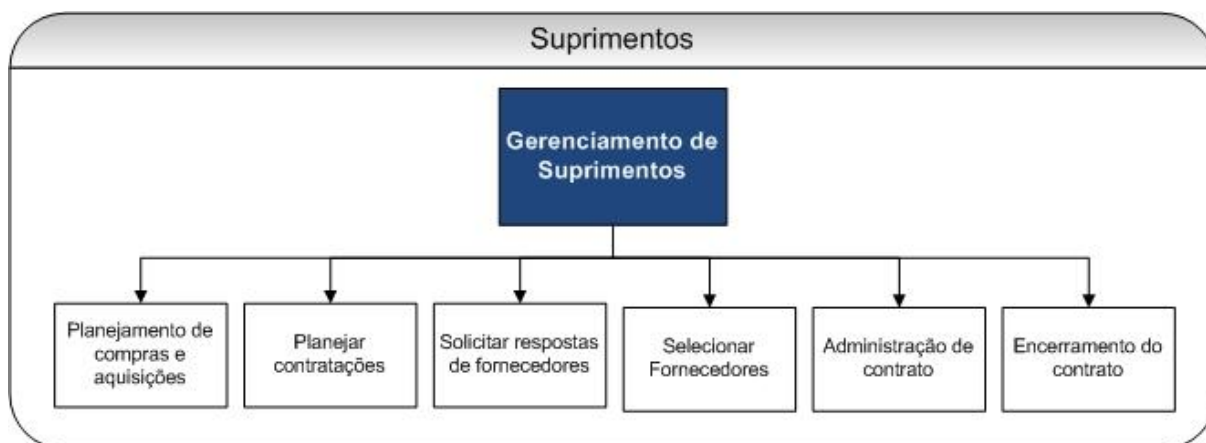 Suprimentos
Gerenciamento de
Suprimentos
Planejamento de
compras e
aquisições
Planejar
contratações
Solicitar respostas
de fornecedores
Selecionar
Fornecedores
Administração de
contrato
Encerramento do
contrato